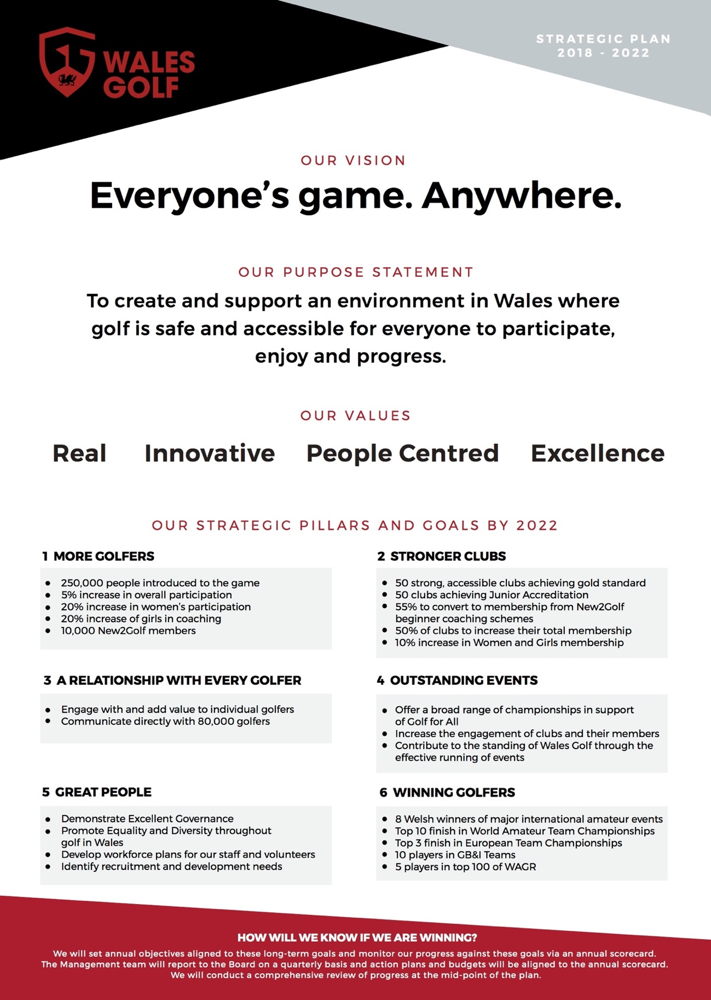 WALES
GOLF
STRATEGIC PLAN
2018 - 2022
OUR VISION
Everyone’s game. Anywhere.
OUR PURPOSE STATEMENT
To create and support an environment in Wales where
golf is safe and accessible for everyone to participate,
enjoy and progress.
OUR VALUES
Real Innovative People Centred Excellence
OUR STRATEGIC PILLARS AND GOALS BY 2022
1 MORE GOLFERS
● 250,000 people introduced to the game
● 5% increase in overall participation
● 20% increase in women’s participation
● 20% increase of girls in coaching
● 10,000 New2Golf members
2 STRONGER CLUBS
● 50 strong, accessible clubs achieving gold standard
● 50 clubs achieving Junior Accreditation
● 55% to convert to membership from New2Golf
beginner coaching schemes
● 50% of clubs to increase their total membership
● 10% increase in Women and Girls membership
3 A RELATIONSHIP WITH EVERY GOLFER
● Engage with and add value to individual golfers
● Communicate directly with 80,000 golfers
4 OUTSTANDING EVENTS
● Offer a broad range of championships in support
of Golf for All
● Increase the engagement of clubs and their members
● Contribute to the standing of Wales Golf through the
effective running of events
5 GREAT PEOPLE
● Demonstrate Excellent Governance
● Promote Equality and Diversity throughout
golf in Wales
● Develop workforce plans for our staff and volunteers
● Identify recruitment and development needs
6 WINNING GOLFERS
● 8 Welsh winners of major international amateur events
● Top 10 finish in World Amateur Team Championships
● Top 3 finish in European Team Championships
● 10 players in GB&I Teams
● 5 players in top 100 of WAGR
HOW WILL WE KNOW IF WE ARE WINNING?
We will set annual objectives aligned to these long-term goals and monitor our progress against these goals via an annual scorecard.
The Management team will report to the Board on a quarterly basis and action plans and budgets will be aligned to the annual scorecard.
We will conduct a comprehensive review of progress at the mid-point of the plan.